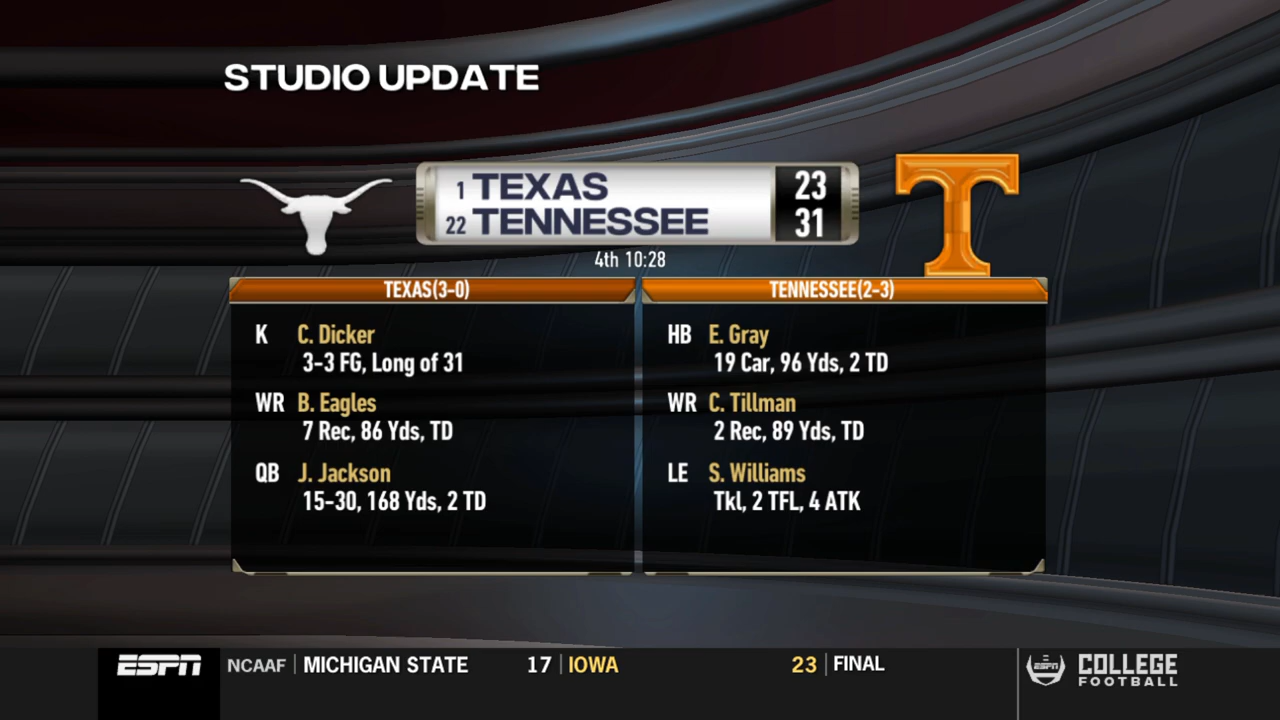 STUDIO UPDATE
1 TEXAS 23
22 TENNESSEE 31
4th 10:28
TEXAS(3-0)
K C. Dicker
3-3 FG, Long of 31
WR B. Eagles
7 Rec, 86 Yds, TD
QB J. Jackson
15-30, 168 Yds, 2 TD
TENNESSEE(2-3)
HB E. Gray
19 Car, 96 Yds, 2 TD
WR C. Tillman
2 Rec, 89 Yds, TD
LE S. Williams
Tkl, 2 TFL, 4 ATK
ESPN NCAAF | MICHIGAN STATE 17 | IOWA 23 | FINAL
ESPN COLLEGE
FOOTBALL